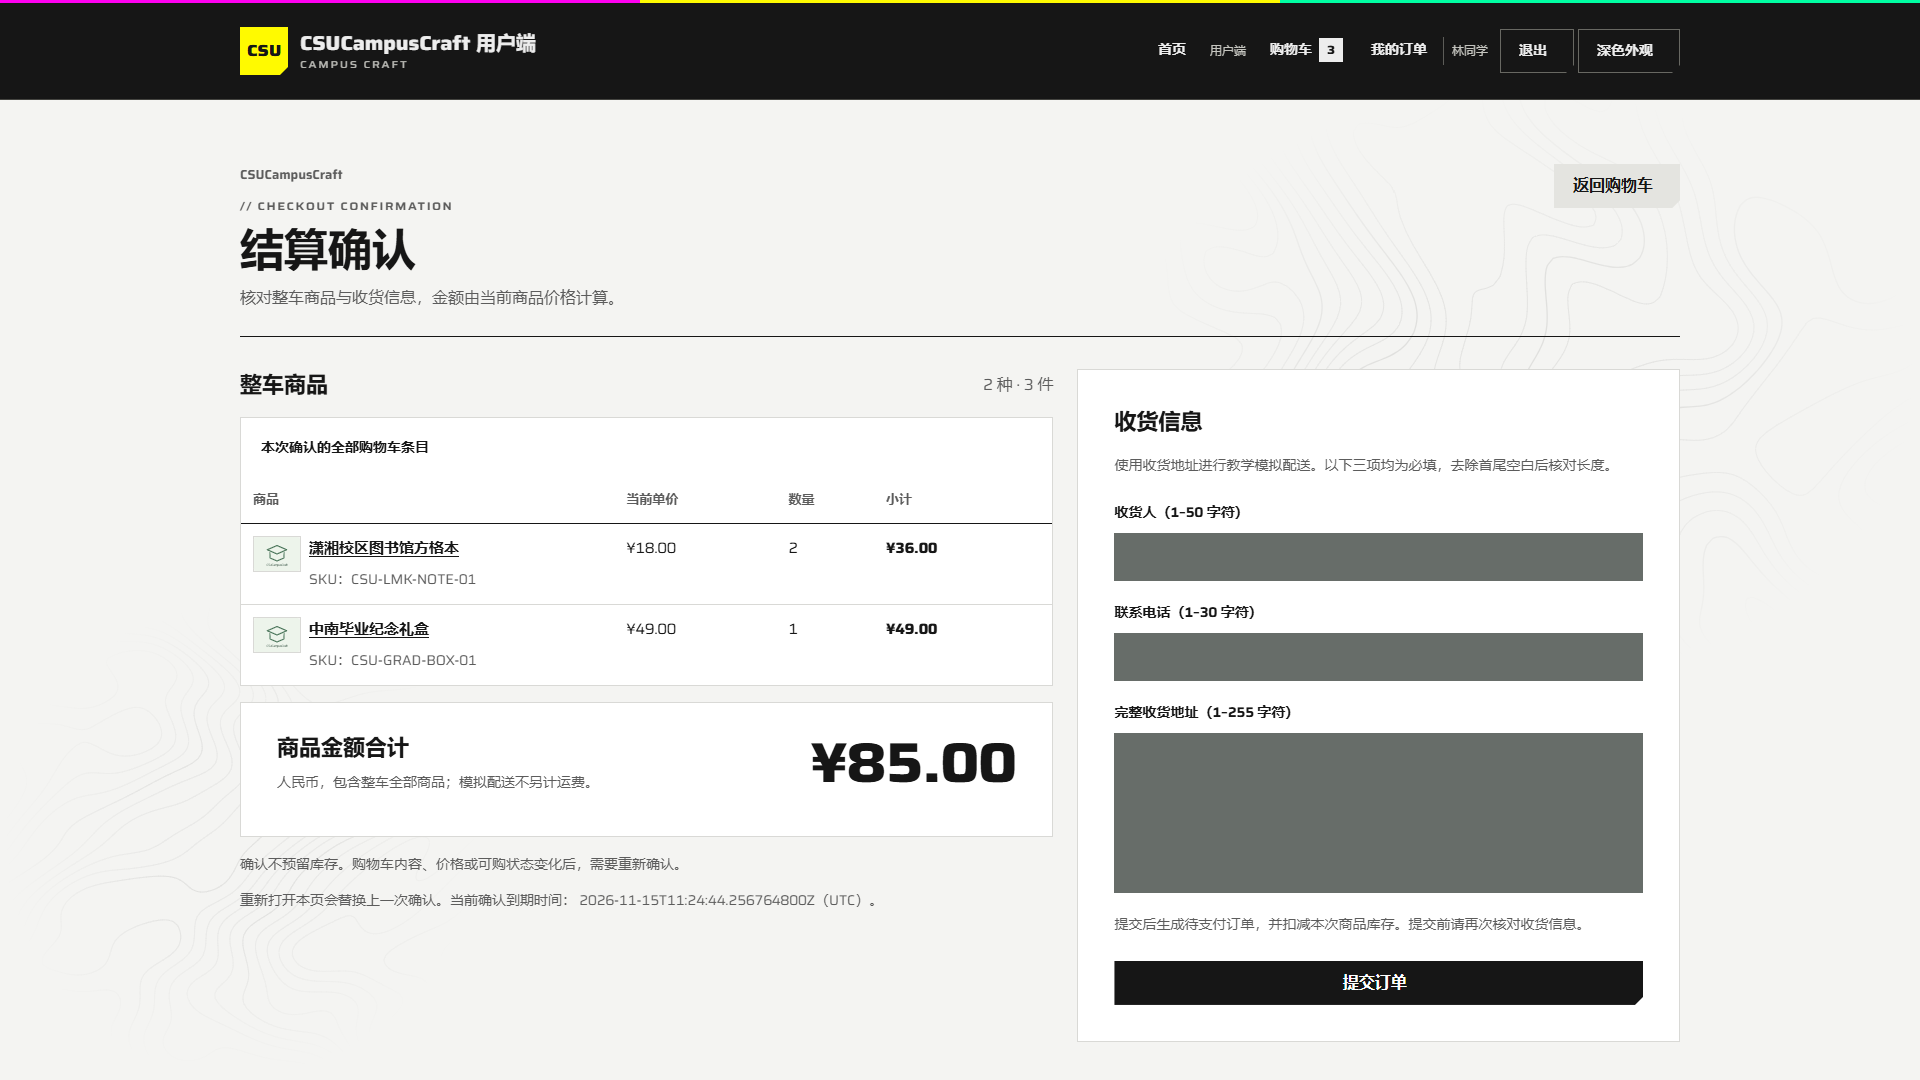 CSU
CSUCampusCraft 用户端
CAMPUS CRAFT
首页
用户端
购物车 3
我的订单
林同学
退出
深色外观
CSUCampusCraft
// CHECKOUT CONFIRMATION
结算确认
核对整车商品与收货信息，金额由当前商品价格计算。
返回购物车
整车商品
2 种 · 3 件
本次确认的全部购物车条目
商品 当前单价 数量 小计
潇湘校区图书馆方格本 ¥18.00 2 ¥36.00
SKU：CSU-LMK-NOTE-01
中南毕业纪念礼盒 ¥49.00 1 ¥49.00
SKU：CSU-GRAD-BOX-01
商品金额合计
人民币，包含整车全部商品；模拟配送不另计运费。
¥85.00
确认不预留库存。购物车内容、价格或可购状态变化后，需要重新确认。
重新打开本页会替换上一次确认。当前确认到期时间： 2026-11-15T11:24:44.256764800Z（UTC）。
收货信息
使用收货地址进行教学模拟配送。以下三项均为必填，去除首尾空白后核对长度。
收货人（1–50 字符）
联系电话（1–30 字符）
完整收货地址（1–255 字符）
提交后生成待支付订单，并扣减本次商品库存。提交前请再次核对收货信息。
提交订单